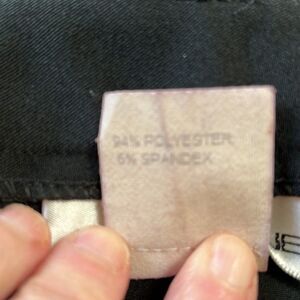 94% POLYESTER
6% SPANDEX